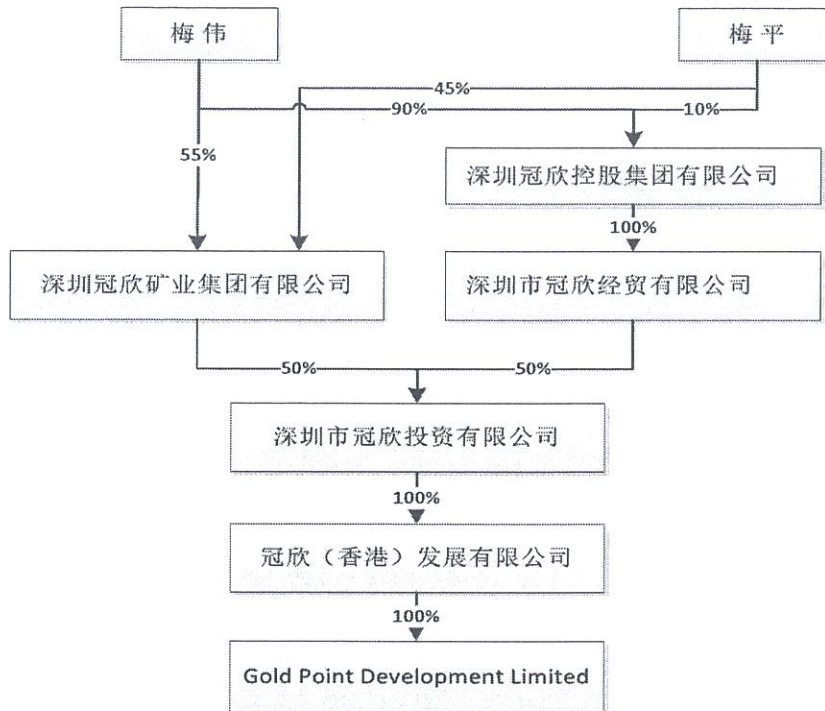 梅 伟
梅 平
45%
90%
10%
55%
深圳冠欣控股集团有限公司
100%
深圳冠欣矿业集团有限公司
深圳市冠欣经贸有限公司
50%
50%
深圳市冠欣投资有限公司
100%
冠欣（香港）发展有限公司
100%
Gold Point Development Limited